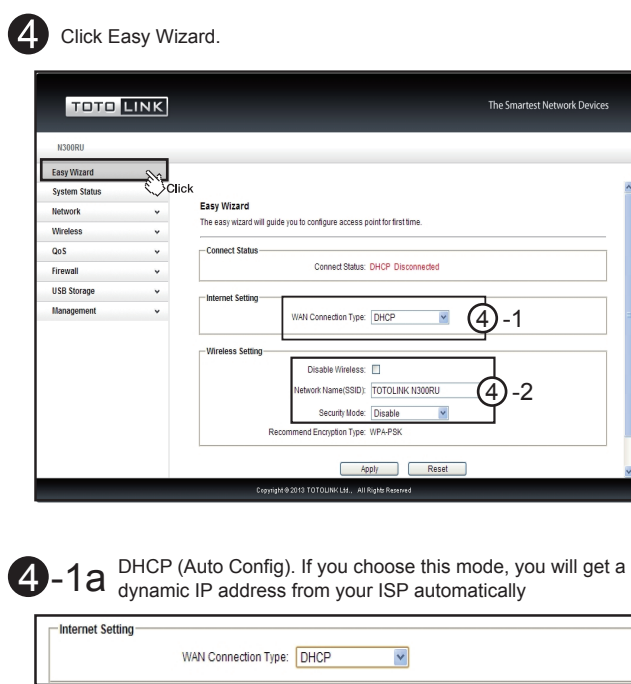 4 Click Easy Wizard.
TOTO LINK
The Smartest Network Devices
N300RU
Easy Wizard
Click
System Status
Network
Wireless
QoS
Firewall
USB Storage
Management
Easy Wizard
The easy wizard will guide you to configure access point for first time.
Connect Status
Connect Status: DHCP Disconnected
Internet Setting
WAN Connection Type: DHCP
4 -1
Wireless Setting
Disable Wireless:
Network Name(SSID): TOTOLINK N300RU
4 -2
Security Mode: Disable
Recommend Encryption Type: WPA-PSK
Apply Reset
Copyright © 2013 TOTOLINK Ltd., All Rights Reserved
4-1a DHCP (Auto Config). If you choose this mode, you will get a
dynamic IP address from your ISP automatically
Internet Setting
WAN Connection Type: DHCP